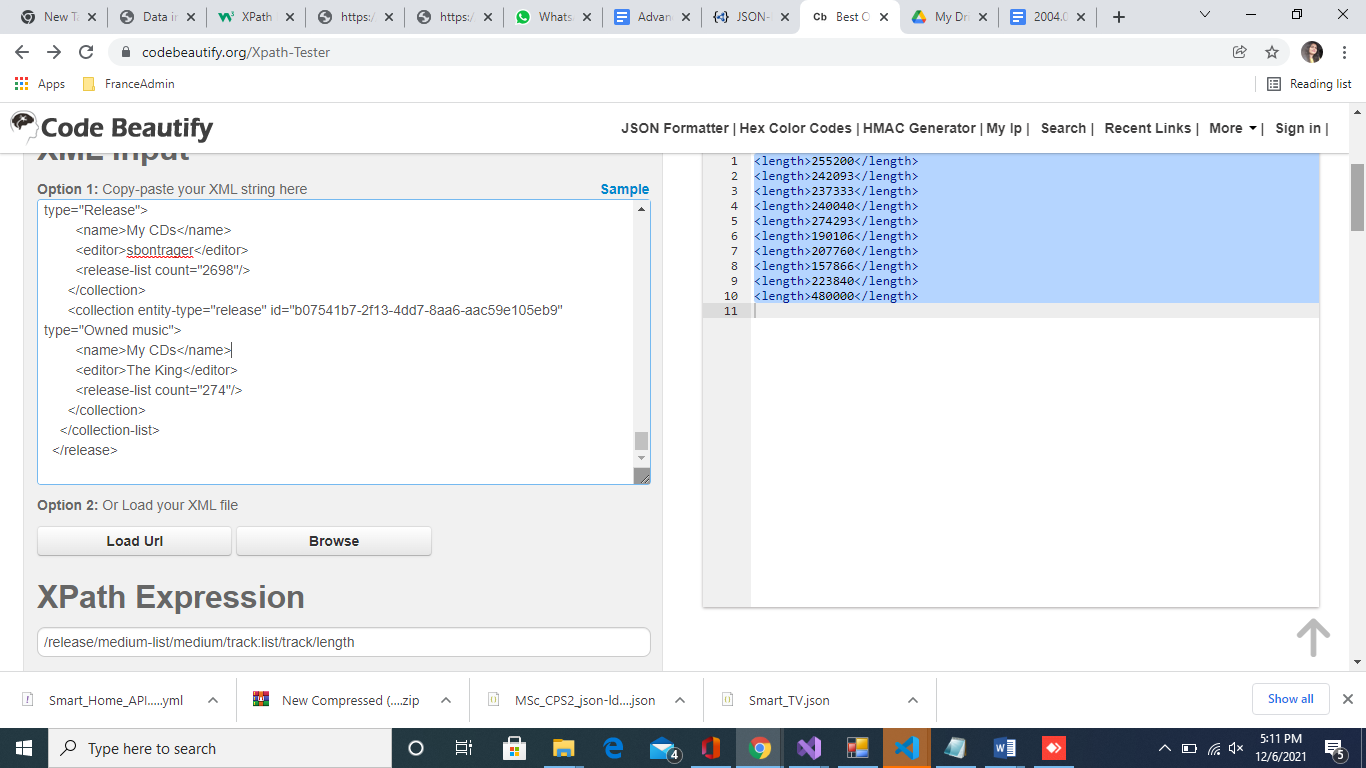 New Ta
Data in
XPath
https:/
https:/
Whats
Advan
JSON-
Cb Best O
My Dri
2004.0
codebeautify.org/Xpath-Tester
Apps
FranceAdmin
Reading list
Code Beautify
JSON Formatter | Hex Color Codes | HMAC Generator | My Ip | Search | Recent Links | More | Sign in |
XML Input
Option 1: Copy-paste your XML string here
Sample
type="Release">
<name>My CDs</name>
<editor>sbontrager</editor>
<release-list count="2698"/>
</collection>
<collection entity-type="release" id="b07541b7-2f13-4dd7-8aa6-aac59e105eb9"
type="Owned music">
<name>My CDs</name>
<editor>The King</editor>
<release-list count="274"/>
</collection>
</collection-list>
</release>
1 <length>255200</length>
2 <length>242093</length>
3 <length>237333</length>
4 <length>240040</length>
5 <length>274293</length>
6 <length>190106</length>
7 <length>207760</length>
8 <length>157866</length>
9 <length>223840</length>
10 <length>480000</length>
11
Option 2: Or Load your XML file
Load Url
Browse
XPath Expression
/release/medium-list/medium/track:list/track/length
Smart_Home_API.....yml
New Compressed (....zip
MSc_CPS2_json-ld....json
Smart_TV.json
Show all
Type here to search
4
5:11 PM
12/6/2021
5